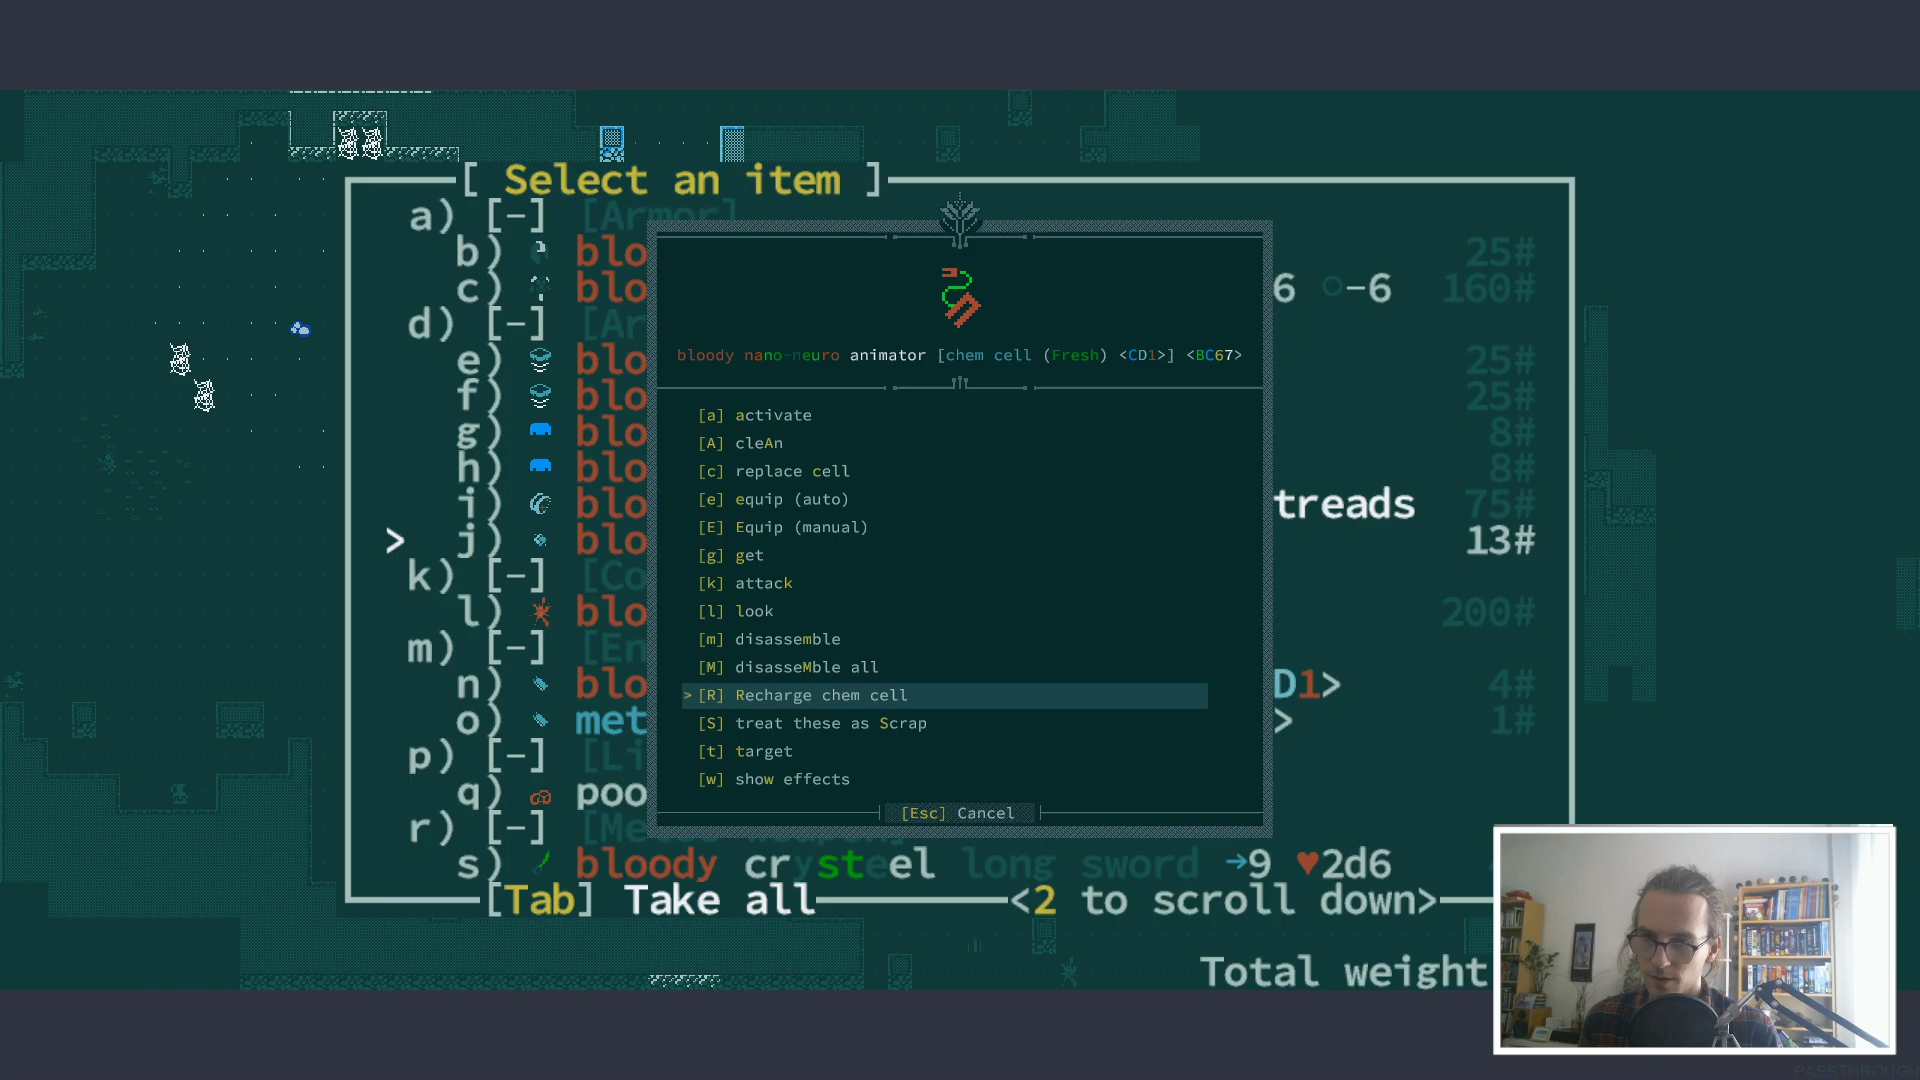 [ Select an item ]
a) [-] [Armor]
b) blo 25#
c) blo 6 -6 160#
d) [-] [Ar
e) blo 25#
f) blo 25#
g) blo 8#
h) blo 8#
i) blo treads 75#
> j) blo 13#
k) [-] [Co
l) blo 200#
m) [-] [En
n) blo D1> 4#
o) met > 1#
p) [-] [Li
q) poo
r) [-] [Me
s) bloody crysteel long sword →9 ♥2d6
[Tab] Take all <2 to scroll down>
Total weight
bloody nano-neuro animator [chem cell (Fresh) <CD1>] <BC67>
[a] activate
[A] cleAn
[c] replace cell
[e] equip (auto)
[E] Equip (manual)
[g] get
[k] attack
[l] look
[m] disassemble
[M] disasseMble all
> [R] Recharge chem cell
[S] treat these as Scrap
[t] target
[w] show effects
[Esc] Cancel
PASSTHROUGH